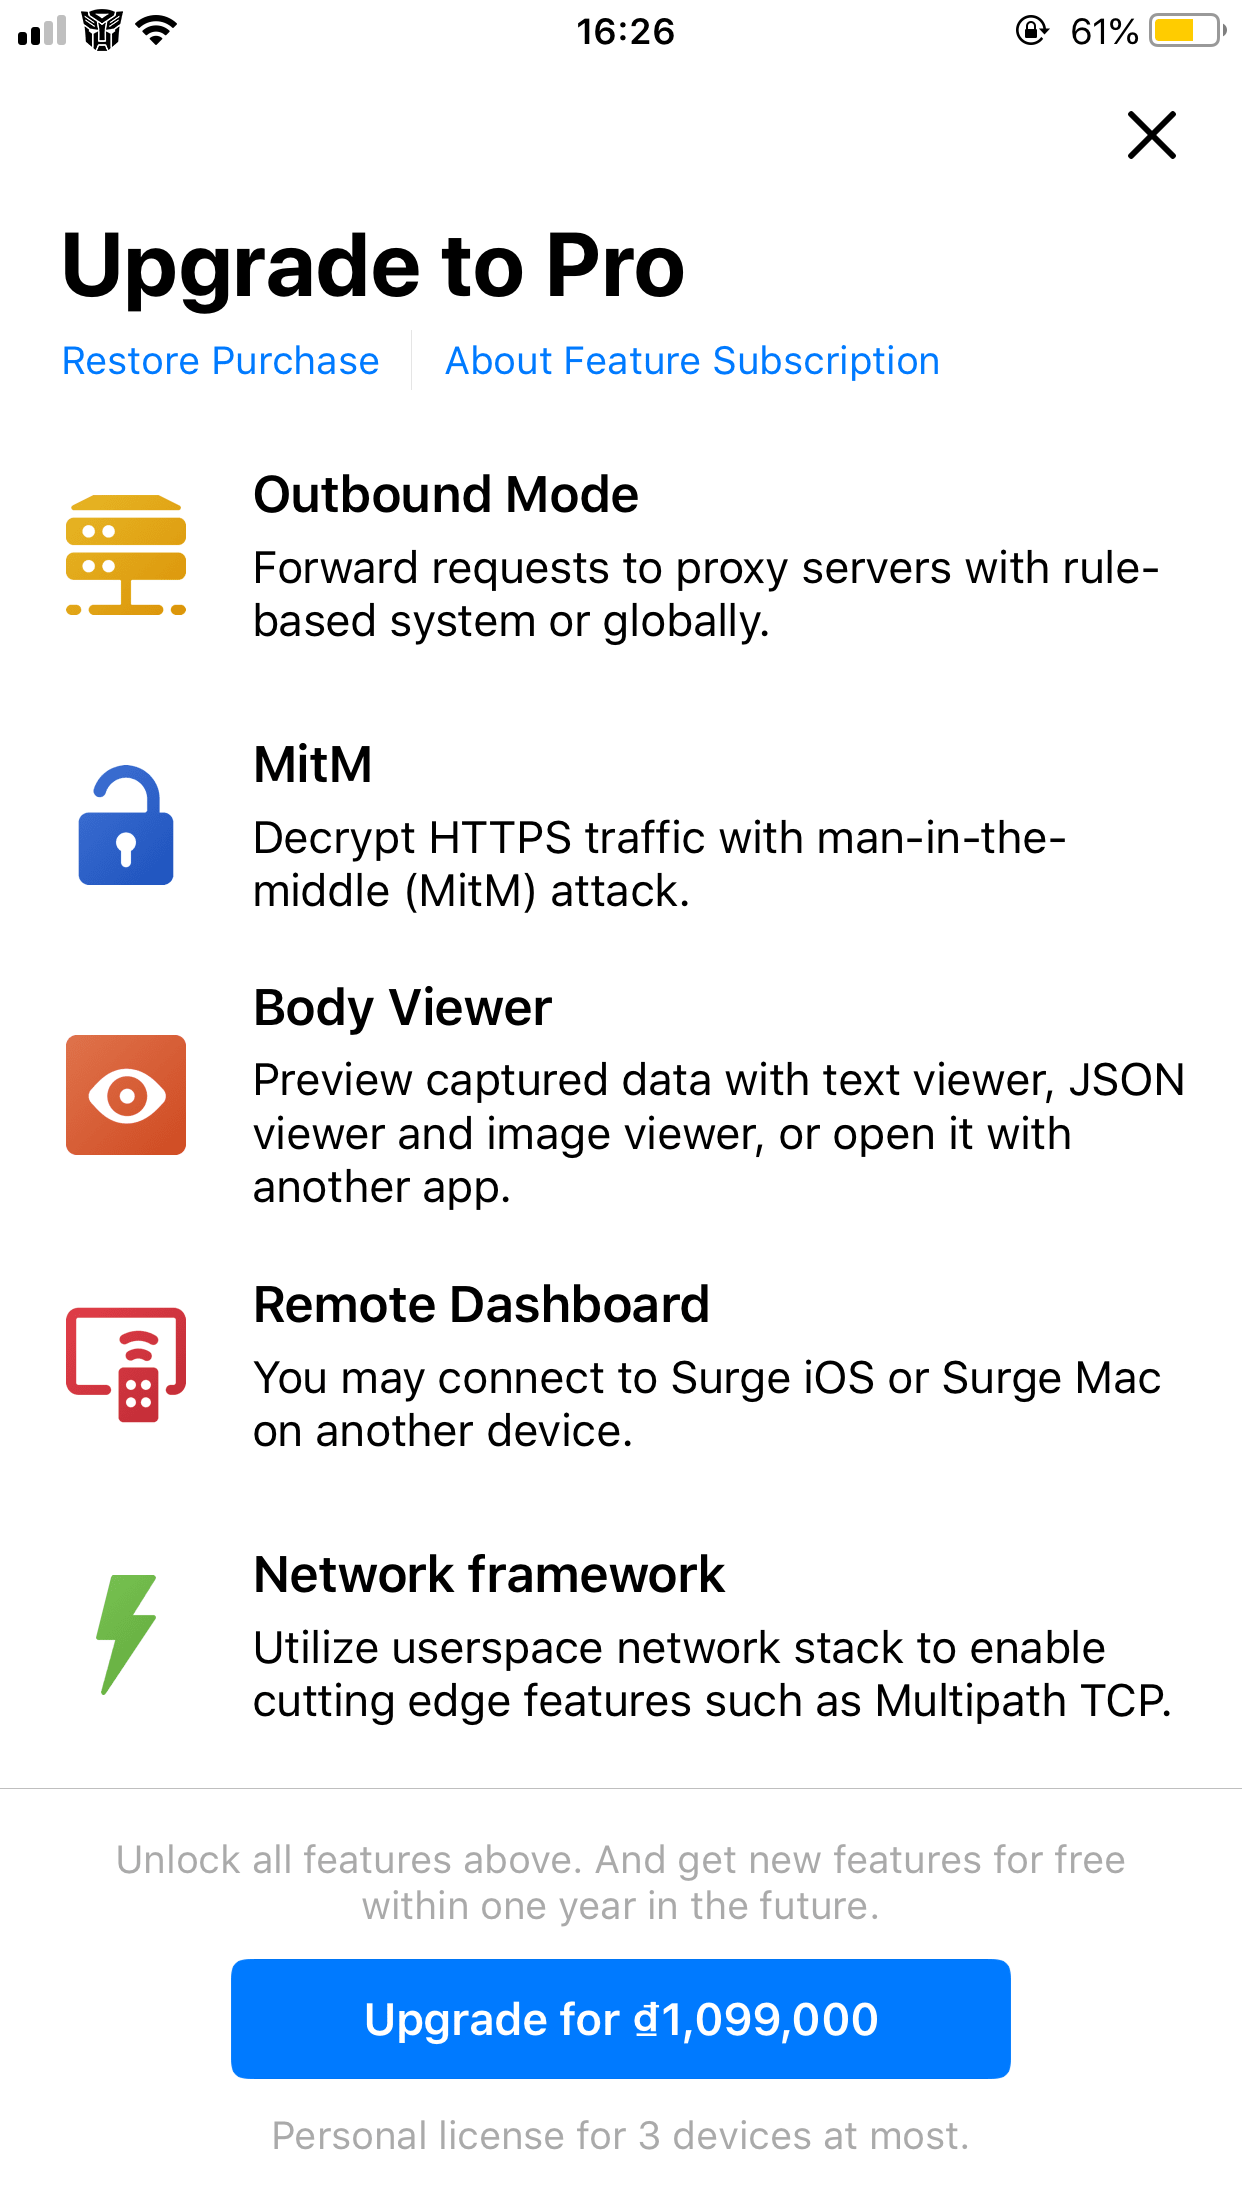 16:26
61%
Upgrade to Pro
Restore Purchase
About Feature Subscription
Outbound Mode
Forward requests to proxy servers with rule-
based system or globally.
MitM
Decrypt HTTPS traffic with man-in-the-
middle (MitM) attack.
Body Viewer
Preview captured data with text viewer, JSON
viewer and image viewer, or open it with
another app.
Remote Dashboard
You may connect to Surge iOS or Surge Mac
on another device.
Network framework
Utilize userspace network stack to enable
cutting edge features such as Multipath TCP.
Unlock all features above. And get new features for free
within one year in the future.
Upgrade for ₫1,099,000
Personal license for 3 devices at most.